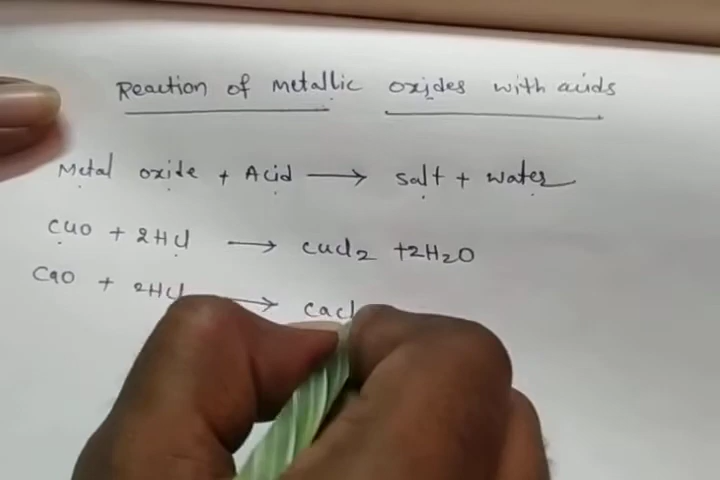 Reaction of metallic oxides with acids
Metal oxide + Acid → salt + water
CuO + 2HCl → CuCl2 + 2H2O
CaO + 2HCl → CaCl